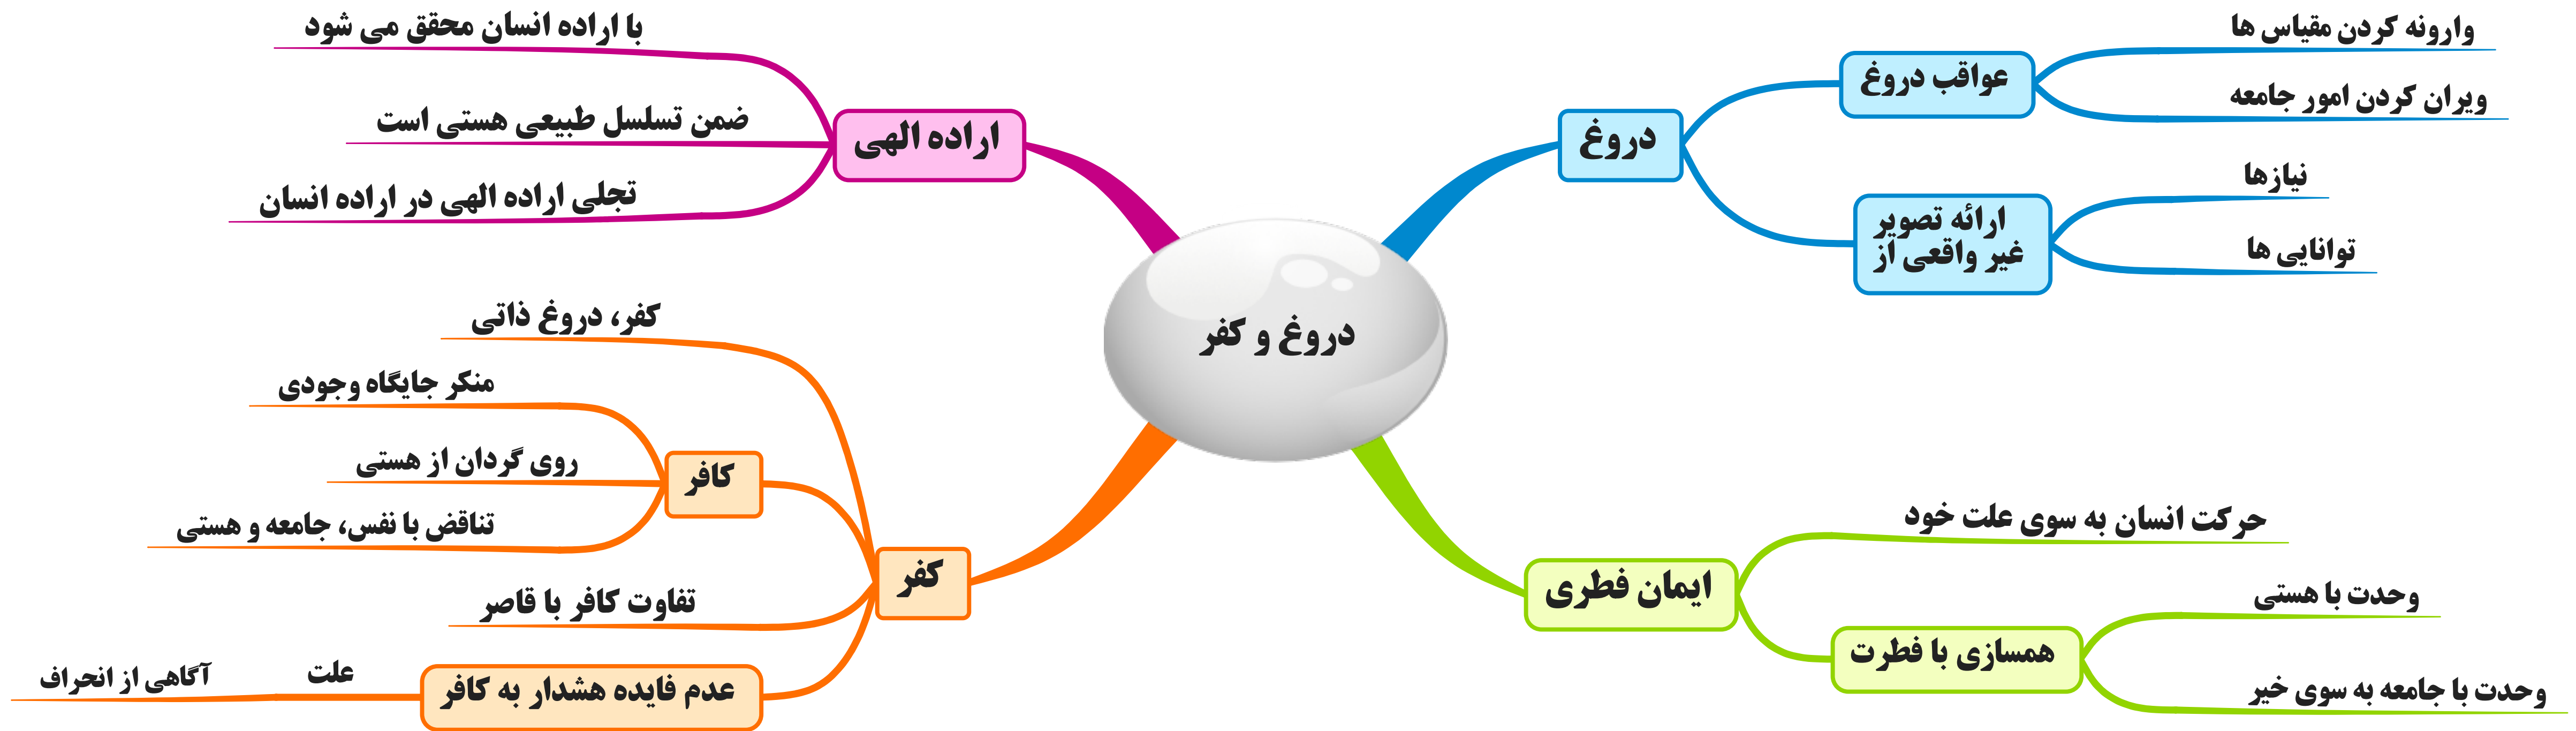 دروغ و کفر
دروغ
عواقب دروغ
وارونه کردن مقیاس ها
ویران کردن امور جامعه
ارائه تصویر
غیر واقعی از
نیازها
توانایی ها
ایمان فطری
حرکت انسان به سوی علت خود
همسازی با فطرت
وحدت با هستی
وحدت با جامعه به سوی خیر
اراده الهی
با اراده انسان محقق می شود
ضمن تسلسل طبیعی هستی است
تجلی اراده الهی در اراده انسان
کفر
کفر، دروغ ذاتی
کافر
منکر جایگاه وجودی
روی گردان از هستی
تناقض با نفس، جامعه و هستی
تفاوت کافر با قاصر
عدم فایده هشدار به کافر
علت
آگاهی از انحراف